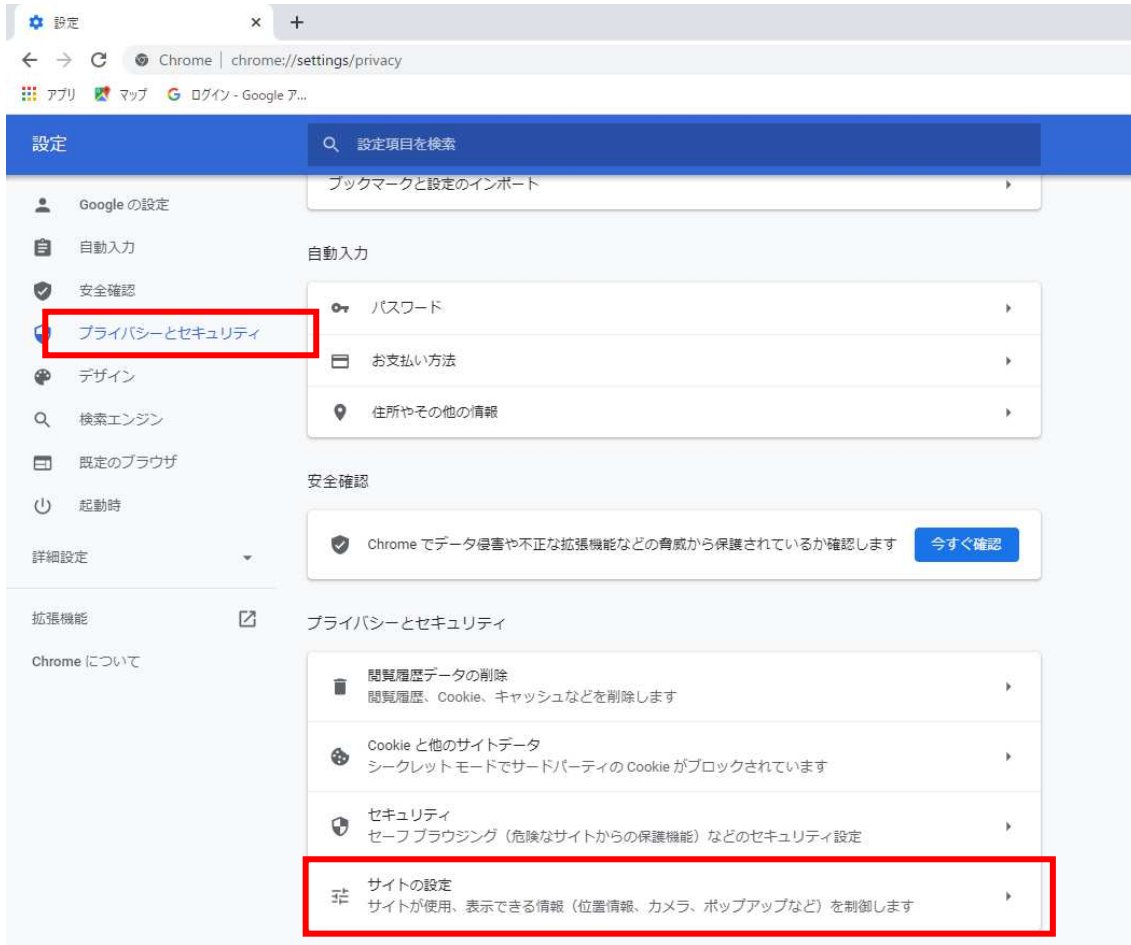 設定
Chrome | chrome://settings/privacy
アプリ マップ ログイン - Google ア...
設定
設定項目を検索
Google の設定
自動入力
安全確認
プライバシーとセキュリティ
デザイン
検索エンジン
既定のブラウザ
起動時
詳細設定
拡張機能
Chrome について
ブックマークと設定のインポート
自動入力
パスワード
お支払い方法
住所やその他の情報
安全確認
Chrome でデータ侵害や不正な拡張機能などの脅威から保護されているか確認します 今すぐ確認
プライバシーとセキュリティ
閲覧履歴データの削除
閲覧履歴、Cookie、キャッシュなどを削除します
Cookie と他のサイトデータ
シークレット モードでサードパーティの Cookie がブロックされています
セキュリティ
セーフ ブラウジング（危険なサイトからの保護機能）などのセキュリティ設定
サイトの設定
サイトが使用、表示できる情報（位置情報、カメラ、ポップアップなど）を制御します